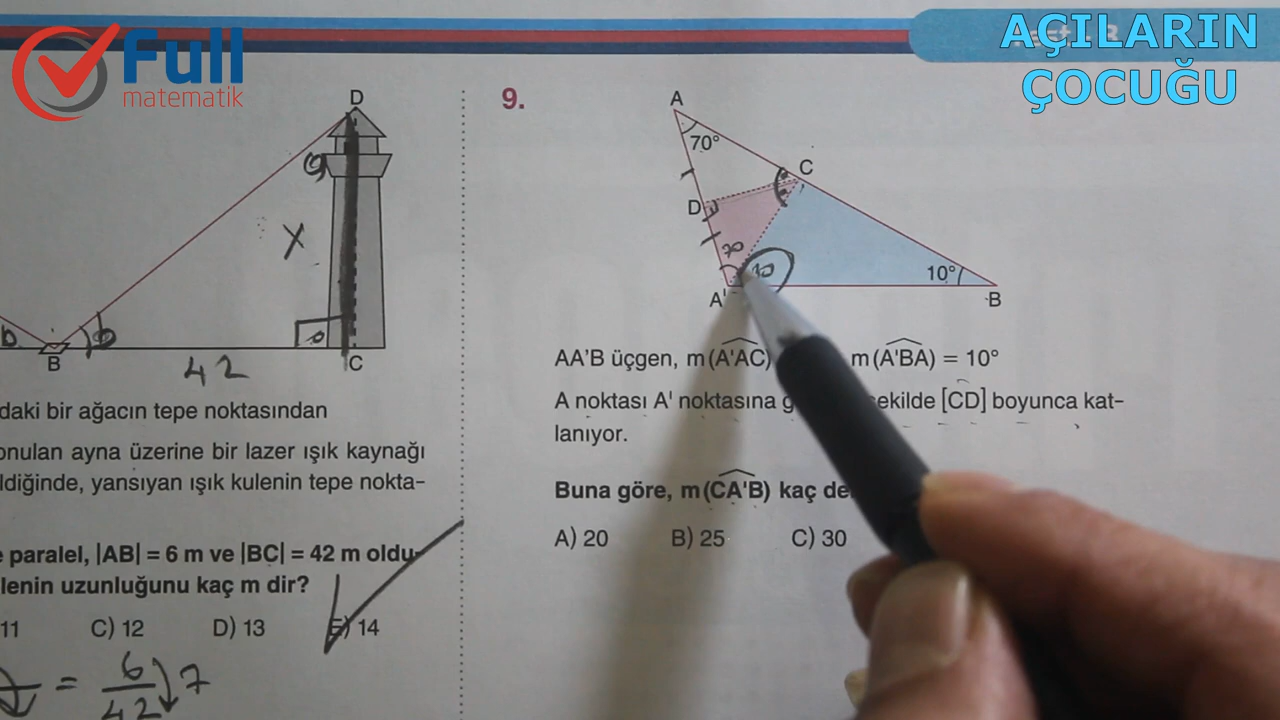 Full
matematik
AÇILARIN
ÇOCUĞU
D
g
X
b
b
B
42
C
daki bir ağacın tepe noktasından
onulan ayna üzerine bir lazer ışık kaynağı
ldiğinde, yansıyan ışık kulenin tepe nokta-
e paralel, |AB| = 6 m ve |BC| = 42 m oldu-
lenin uzunluğunu kaç m dir?
11 C) 12 D) 13 E) 14
= 6/42 7
9.
A
70°
C
D
10°
A'
B
AA'B üçgen, m(A'AC) m(A'BA) = 10°
A noktası A' noktasına şekilde [CD] boyunca kat-
lanıyor.
Buna göre, m(CA'B) kaç de
A) 20 B) 25 C) 30